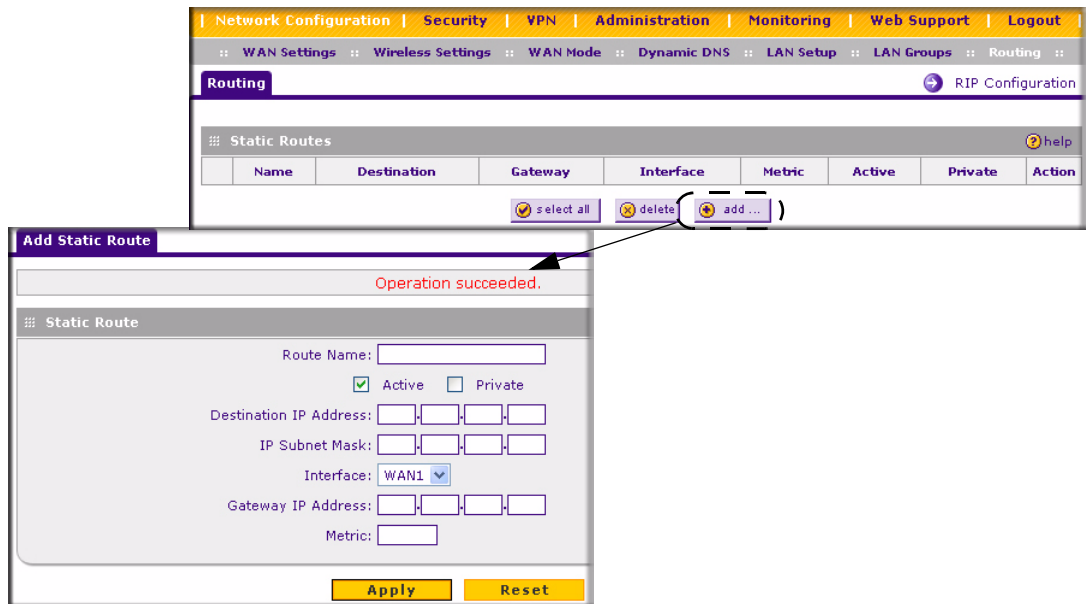 | Network Configuration | Security | VPN | Administration | Monitoring | Web Support | Logout
:: WAN Settings :: Wireless Settings :: WAN Mode :: Dynamic DNS :: LAN Setup :: LAN Groups :: Routing ::
Routing RIP Configuration
Static Routes help
Name Destination Gateway Interface Metric Active Private Action
select all delete add ...
Add Static Route
Operation succeeded.
Static Route
Route Name:
Active Private
Destination IP Address:
IP Subnet Mask:
Interface: WAN1
Gateway IP Address:
Metric:
Apply Reset